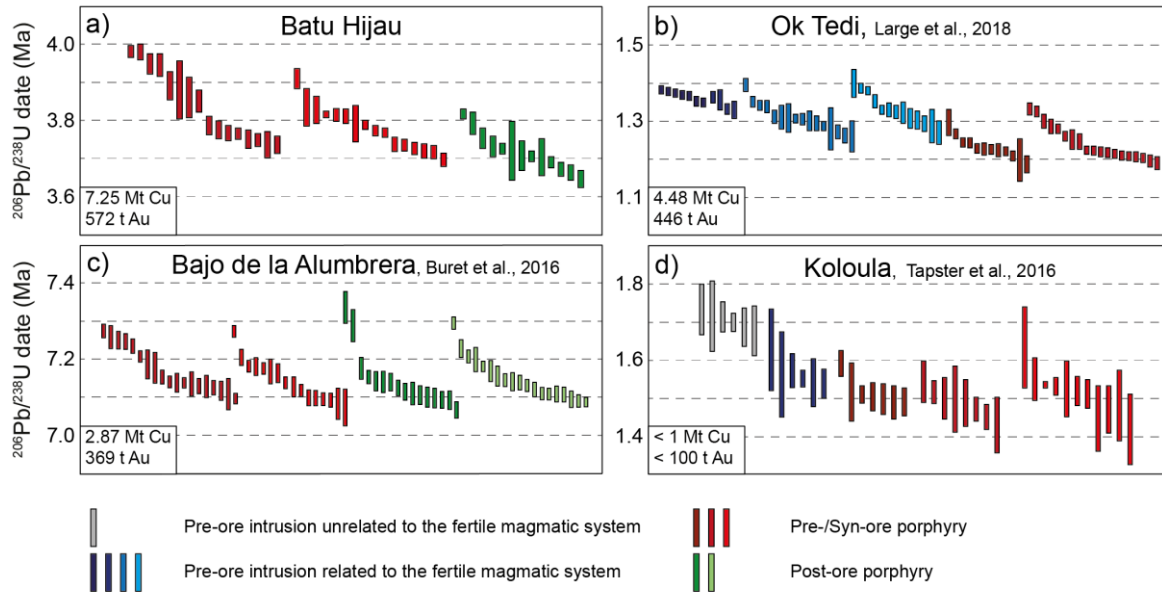 a) Batu Hijau
206Pb/238U date (Ma)
4.0
3.8
3.6
7.25 Mt Cu
572 t Au
b) Ok Tedi, Large et al., 2018
1.5
1.3
1.1
4.48 Mt Cu
446 t Au
c) Bajo de la Alumbrera, Buret et al., 2016
206Pb/238U date (Ma)
7.4
7.2
7.0
2.87 Mt Cu
369 t Au
d) Koloula, Tapster et al., 2016
1.8
1.6
1.4
< 1 Mt Cu
< 100 t Au
Pre-ore intrusion unrelated to the fertile magmatic system
Pre-/Syn-ore porphyry
Pre-ore intrusion related to the fertile magmatic system
Post-ore porphyry